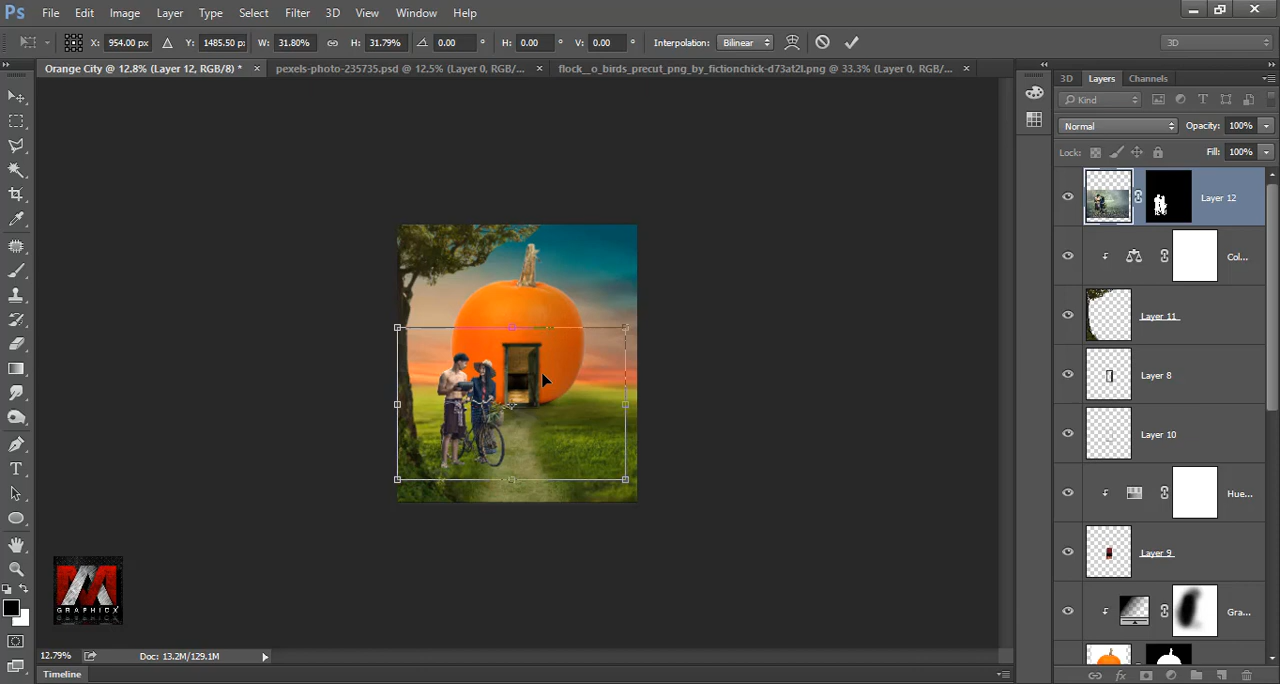 Ps File Edit Image Layer Type Select Filter 3D View Window Help
X: 954.00 px Y: 1485.50 p: W: 31.80% H: 31.79% 0.00 ° H: 0.00 V: 0.00 ° Interpolation: Bilinear 3D
Orange City @ 12.8% (Layer 12, RGB/8) * × pexels-photo-235735.psd @ 12.5% (Layer 0, RGB/... × flock__o_birds_precut_png_by_fictionchick-d73at2l.png @ 33.3% (Layer 0, RGB/... ×
3D Layers Channels
Kind
Normal Opacity: 100%
Lock: Fill: 100%
Layer 12
Col...
Layer 11
Layer 8
Layer 10
Hue...
Layer 9
Gra...
GRAPHICX
12.79% Doc: 13.2M/129.1M
Timeline